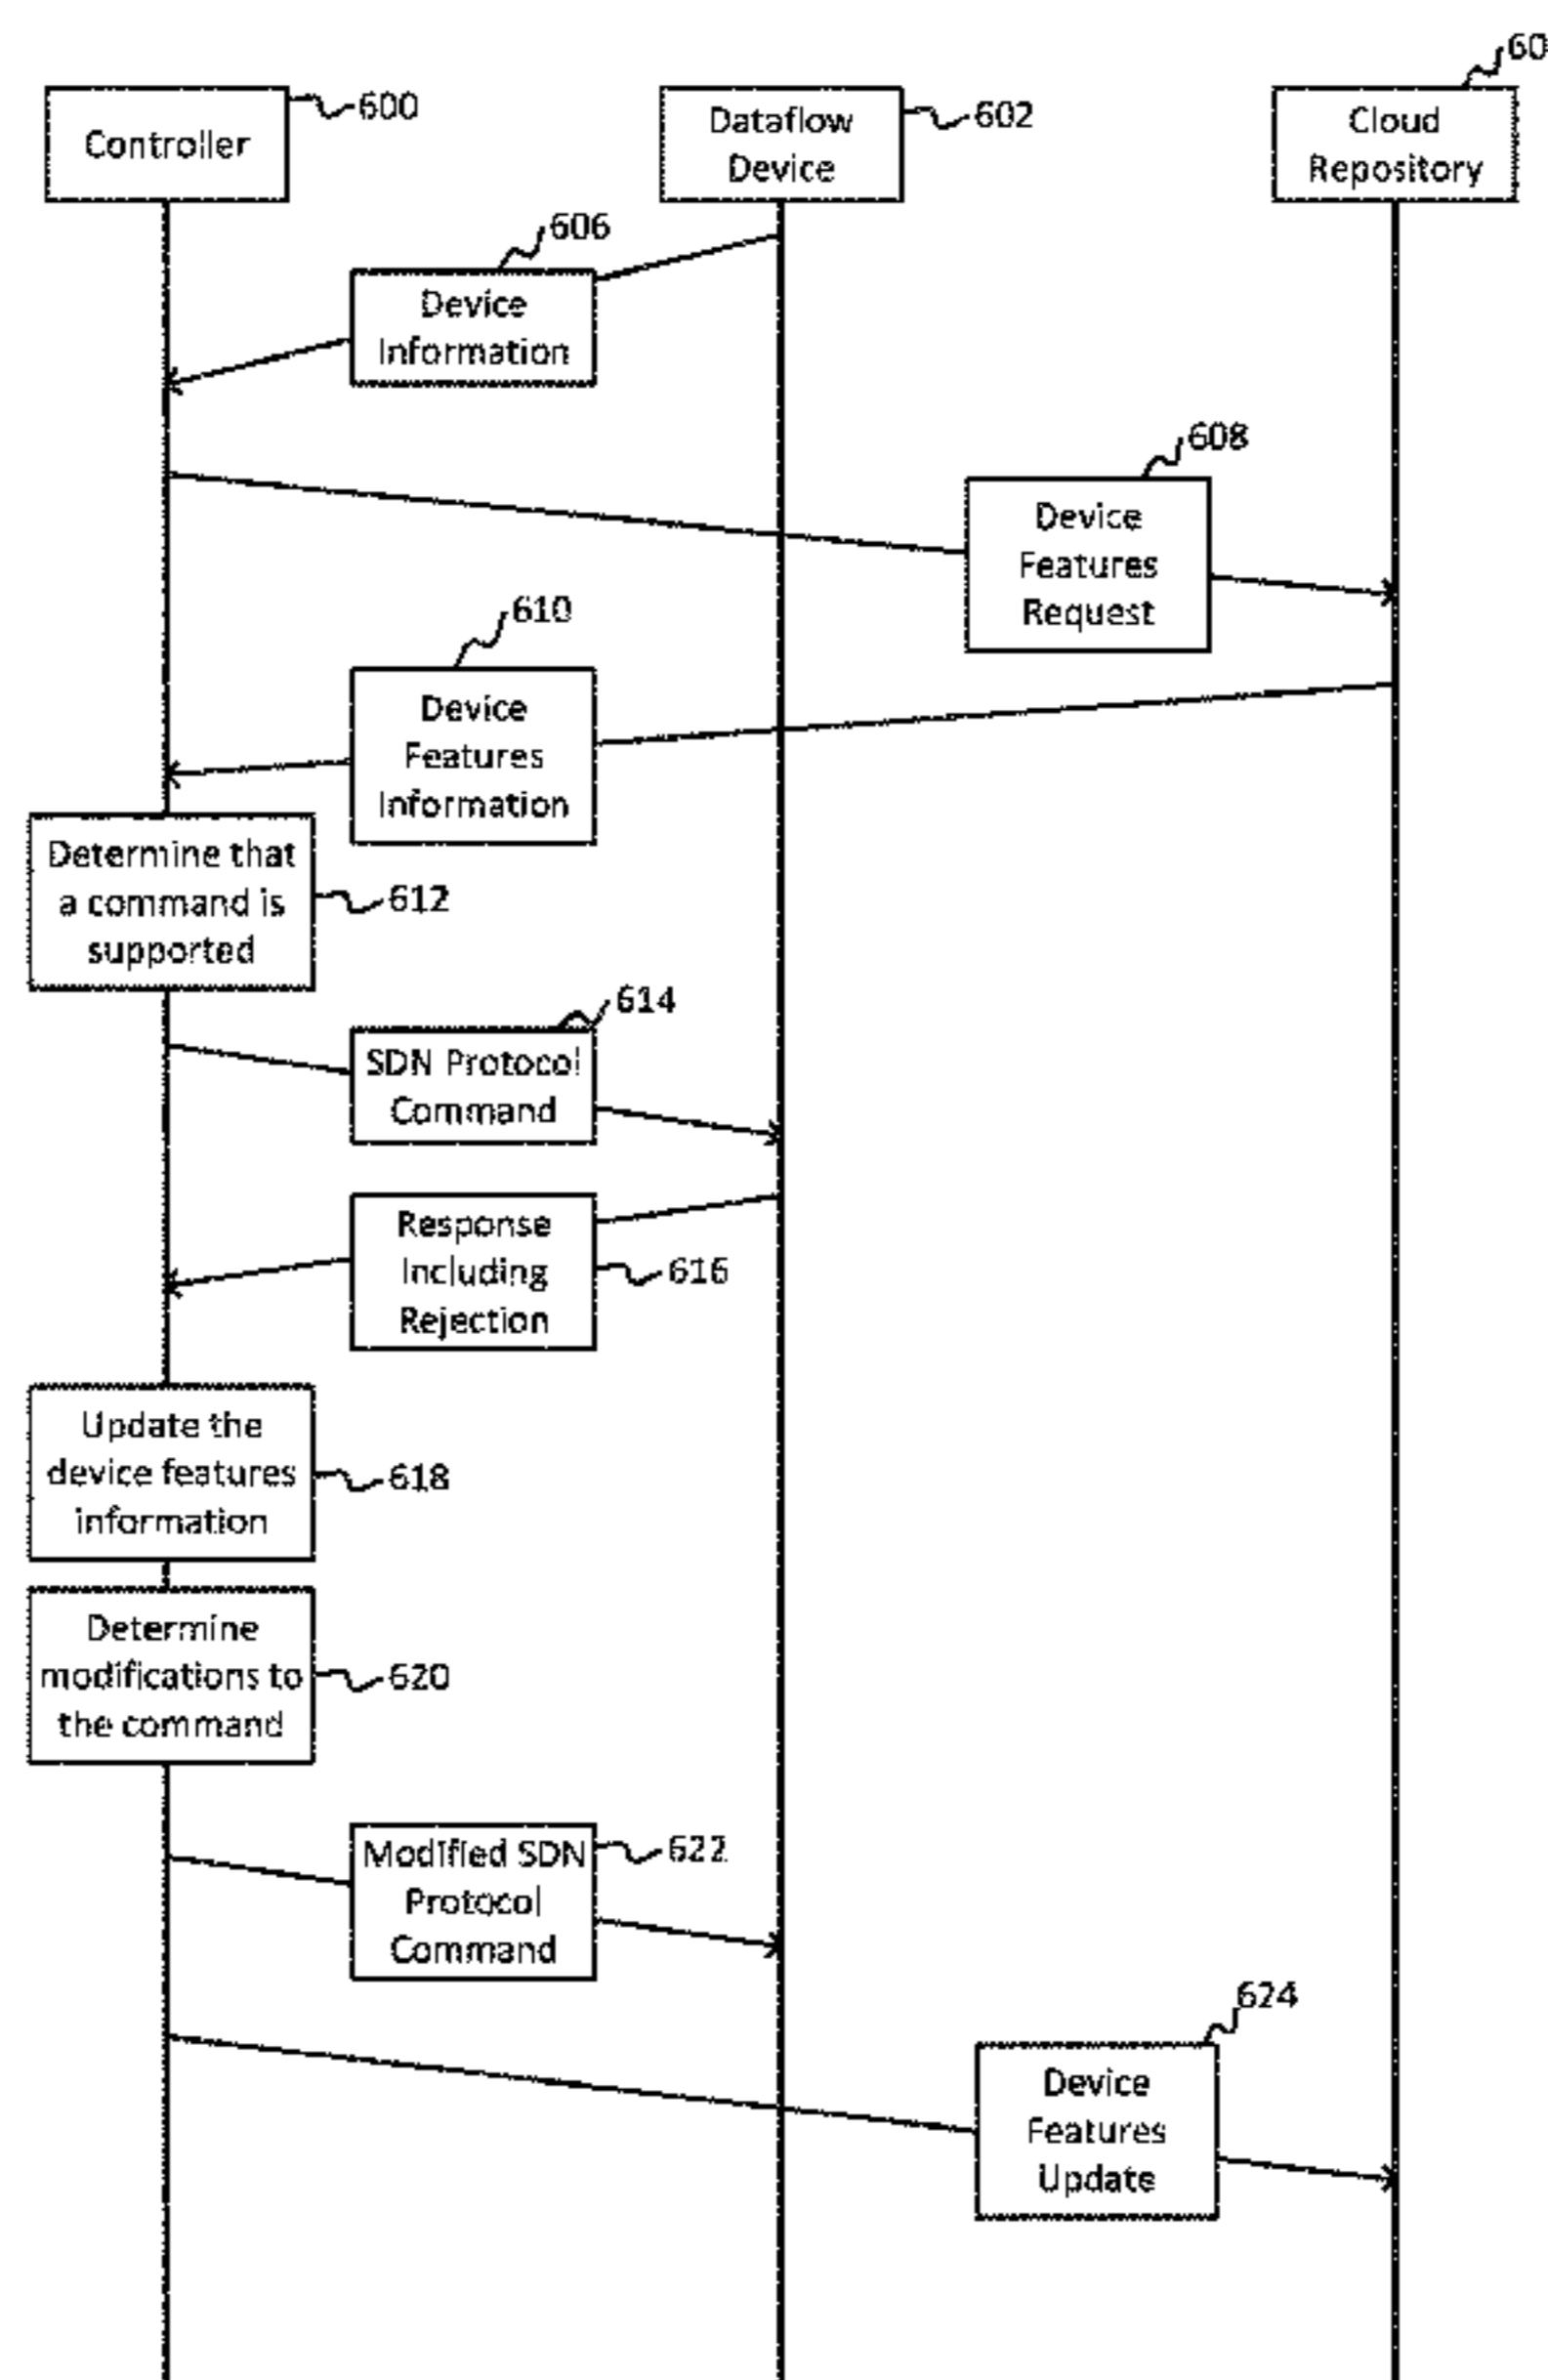 60
Controller
600
Dataflow
Device
602
Cloud
Repository
606
Device
Information
608
Device
Features
Request
610
Device
Features
Information
Determine that
a command is
supported
612
614
SDN Protocol
Command
Response
Including
Rejection
616
Update the
device features
information
618
Determine
modifications to
the command
620
Modified SDN
Protocol
Command
622
624
Device
Features
Update